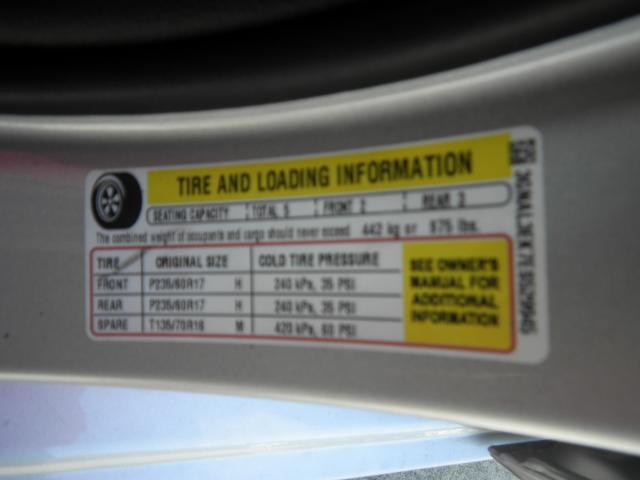 TIRE AND LOADING INFORMATION
SEATING CAPACITY TOTAL 5 FRONT 2 REAR 3
The combined weight of occupants and cargo should never exceed 442 kg or 975 lbs.
TIRE ORIGINAL SIZE COLD TIRE PRESSURE
FRONT P235/60R17 H 240 kPa, 35 PSI
REAR P235/60R17 H 240 kPa, 35 PSI
SPARE T135/70R16 M 420 kPa, 60 PSI
SEE OWNER'S
MANUAL FOR
ADDITIONAL
INFORMATION